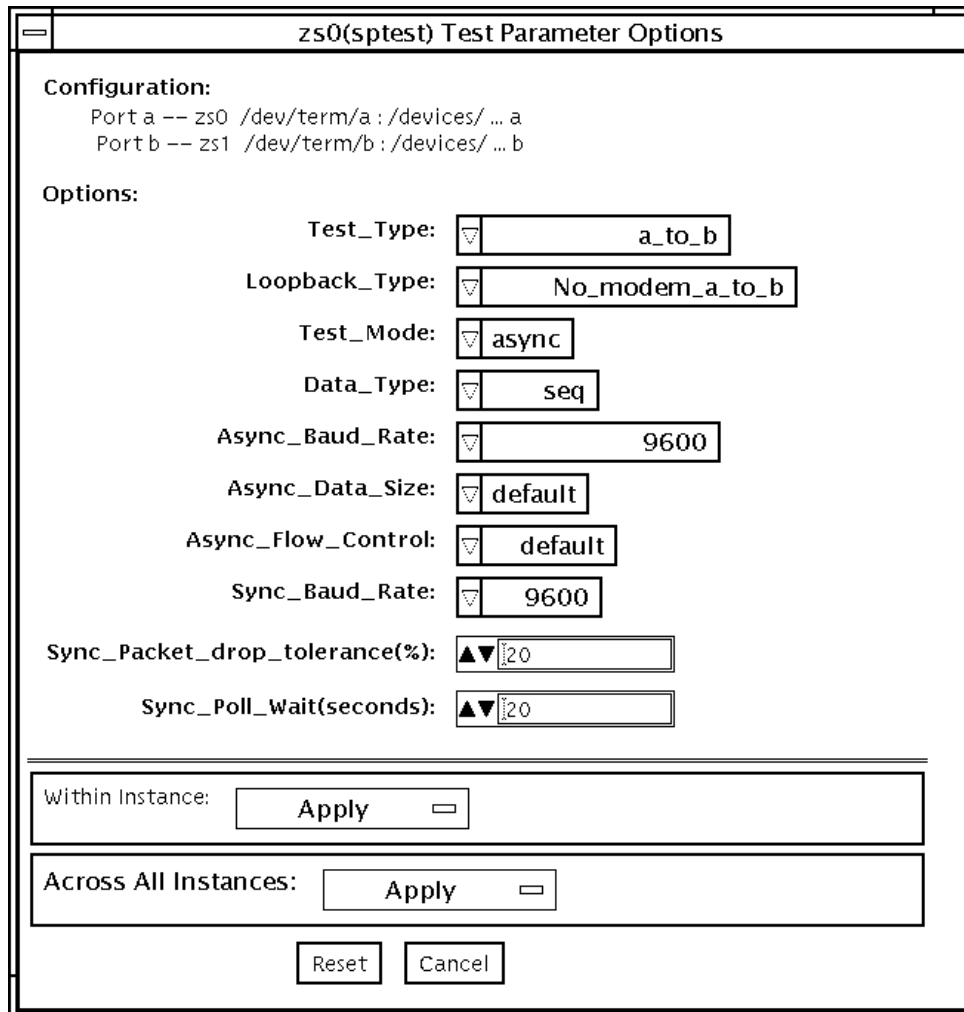 zs0(sptest) Test Parameter Options
Configuration:
Port a -- zs0 /dev/term/a : /devices/ ... a
Port b -- zs1 /dev/term/b : /devices/ ... b
Options:
Test_Type: a_to_b
Loopback_Type: No_modem_a_to_b
Test_Mode: async
Data_Type: seq
Async_Baud_Rate: 9600
Async_Data_Size: default
Async_Flow_Control: default
Sync_Baud_Rate: 9600
Sync_Packet_drop_tolerance(%): 20
Sync_Poll_Wait(seconds): 20
Within Instance: Apply
Across All Instances: Apply
Reset Cancel